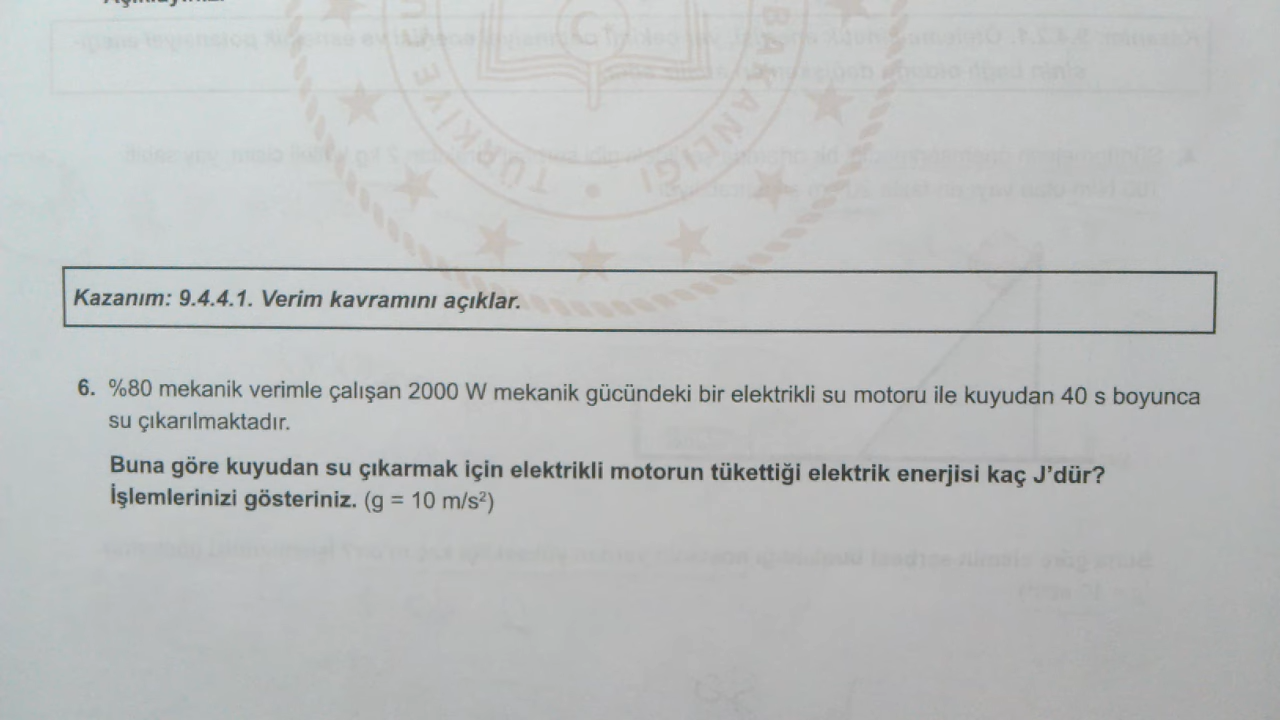 TÜRKİYE
Kazanım: 9.4.4.1. Verim kavramını açıklar.
6. %80 mekanik verimle çalışan 2000 W mekanik gücündeki bir elektrikli su motoru ile kuyudan 40 s boyunca
su çıkarılmaktadır.
Buna göre kuyudan su çıkarmak için elektrikli motorun tükettiği elektrik enerjisi kaç J'dür?
İşlemlerinizi gösteriniz. (g = 10 m/s²)